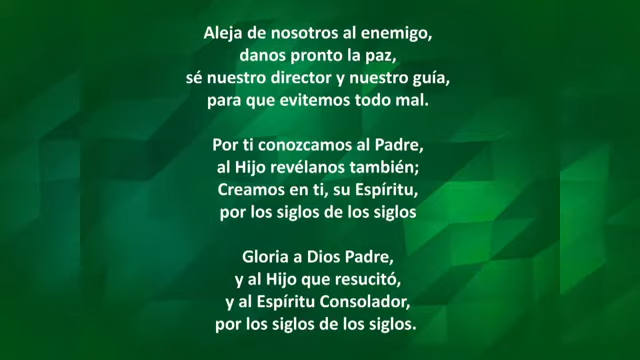 Aleja de nosotros al enemigo,
danos pronto la paz,
sé nuestro director y nuestro guía,
para que evitemos todo mal.
Por ti conozcamos al Padre,
al Hijo revélanos también;
Creamos en ti, su Espíritu,
por los siglos de los siglos
Gloria a Dios Padre,
y al Hijo que resucitó,
y al Espíritu Consolador,
por los siglos de los siglos.